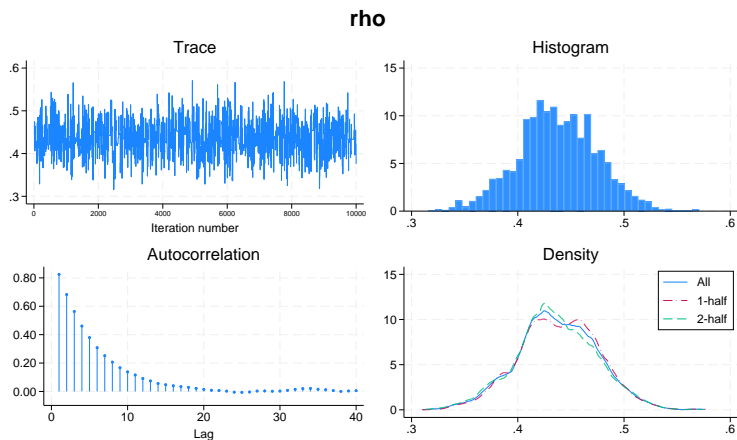 rho
Trace
.6
.5
.4
.3
0 2000 4000 6000 8000 10000
Iteration number
Histogram
15
10
5
0
.3 .4 .5 .6
Autocorrelation
0.80
0.60
0.40
0.20
0.00
0 10 20 30 40
Lag
Density
15
10
5
0
.3 .4 .5 .6
All
1-half
2-half